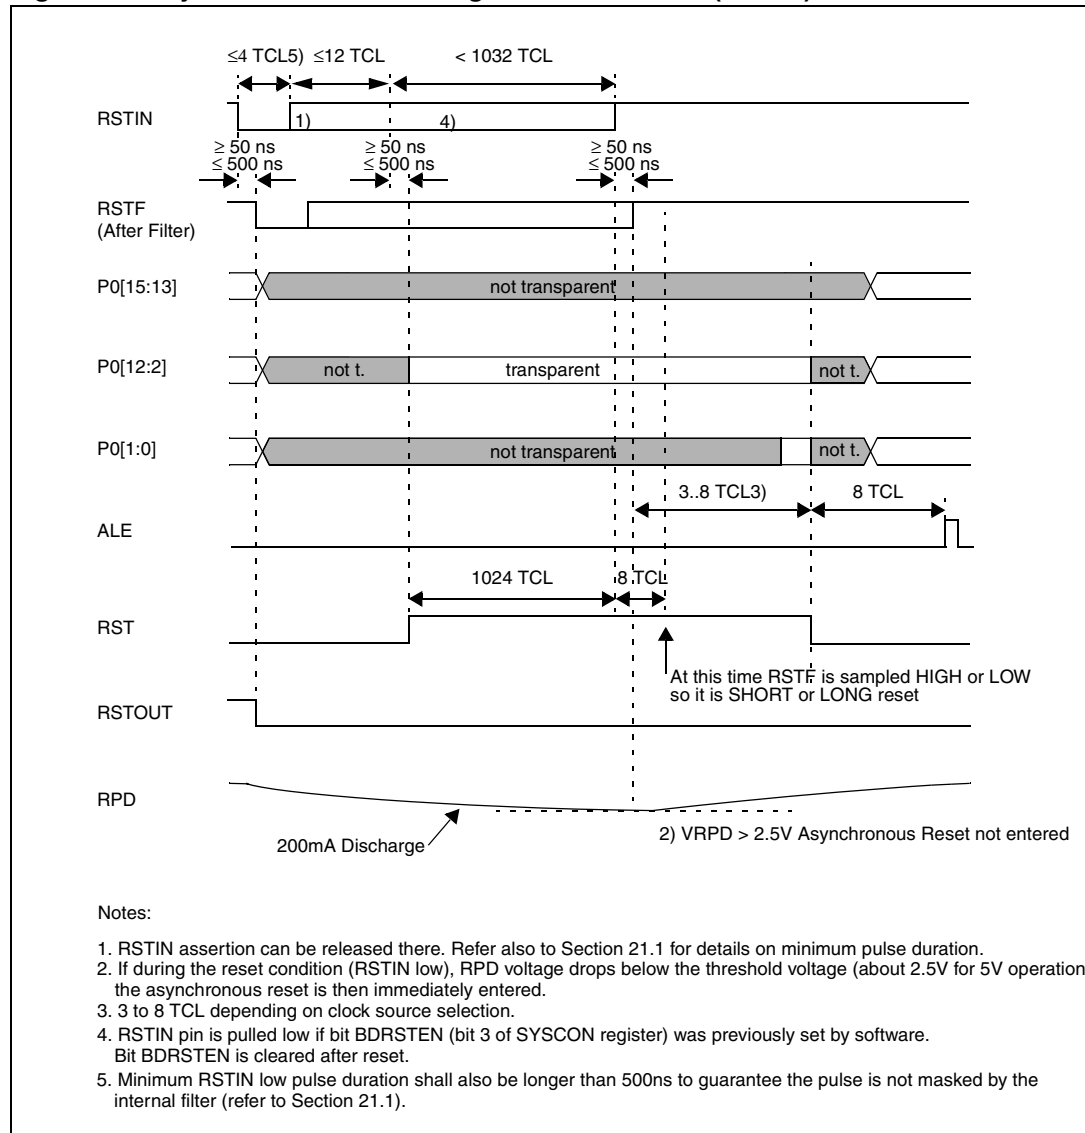 ≤4 TCL5) ≤12 TCL < 1032 TCL
RSTIN
1) 4)
≥ 50 ns ≥ 50 ns ≥ 50 ns
≤ 500 ns ≤ 500 ns ≤ 500 ns
RSTF
(After Filter)
P0[15:13] not transparent
P0[12:2] not t. transparent not t.
P0[1:0] not transparent not t.
3..8 TCL3) 8 TCL
ALE
1024 TCL 8 TCL
RST
At this time RSTF is sampled HIGH or LOW
so it is SHORT or LONG reset
RSTOUT
RPD
200mA Discharge
2) VRPD > 2.5V Asynchronous Reset not entered
Notes:
1. RSTIN assertion can be released there. Refer also to Section 21.1 for details on minimum pulse duration.
2. If during the reset condition (RSTIN low), RPD voltage drops below the threshold voltage (about 2.5V for 5V operation
the asynchronous reset is then immediately entered.
3. 3 to 8 TCL depending on clock source selection.
4. RSTIN pin is pulled low if bit BDRSTEN (bit 3 of SYSCON register) was previously set by software.
Bit BDRSTEN is cleared after reset.
5. Minimum RSTIN low pulse duration shall also be longer than 500ns to guarantee the pulse is not masked by the
internal filter (refer to Section 21.1).